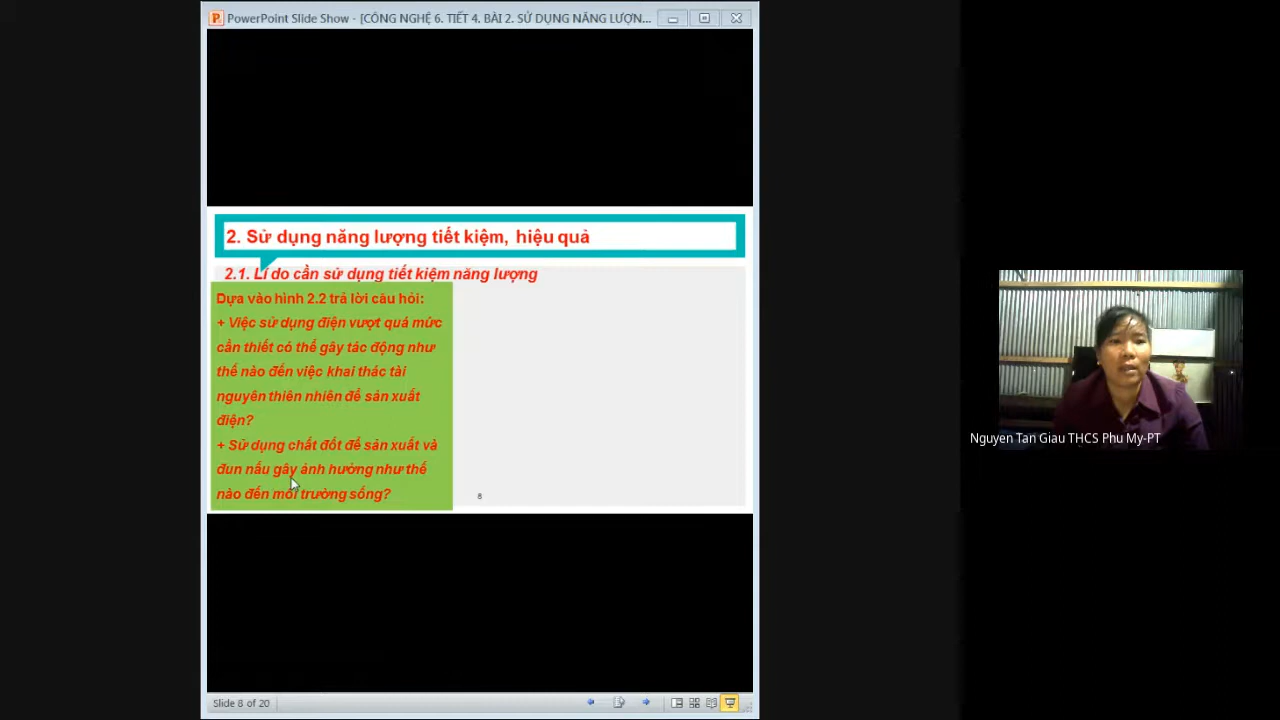 PowerPoint Slide Show - [CÔNG NGHỆ 6. TIẾT 4. BÀI 2. SỬ DỤNG NĂNG LƯỢN...
2. Sử dụng năng lượng tiết kiệm, hiệu quả
2.1. Lí do cần sử dụng tiết kiệm năng lượng
Dựa vào hình 2.2 trả lời câu hỏi:
+ Việc sử dụng điện vượt quá mức
cần thiết có thể gây tác động như
thế nào đến việc khai thác tài
nguyên thiên nhiên để sản xuất
điện?
+ Sử dụng chất đốt để sản xuất và
đun nấu gây ảnh hưởng như thế
nào đến môi trường sống?
8
Nguyen Tan Giau THCS Phu My-PT
Slide 8 of 20